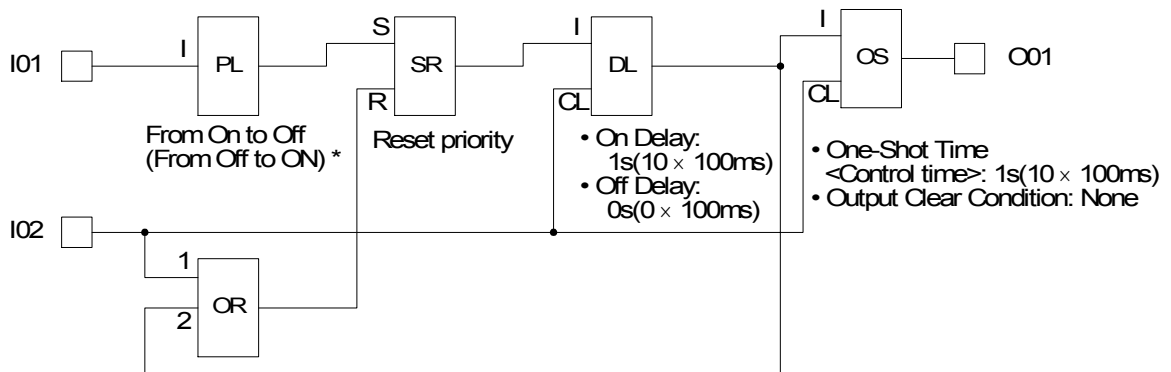 I01
I
PL
From On to Off
(From Off to ON) *
S
R
SR
Reset priority
I
CL
DL
• On Delay:
1s(10 × 100ms)
• Off Delay:
0s(0 × 100ms)
I
CL
OS
O01
• One-Shot Time
<Control time>: 1s(10 × 100ms)
• Output Clear Condition: None
I02
1
2
OR